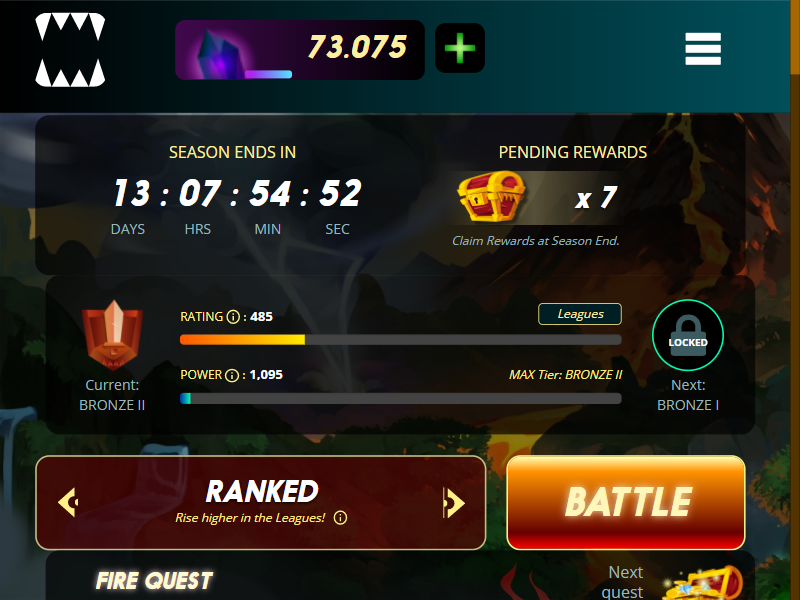 73.075
SEASON ENDS IN
13 : 07 : 54 : 52
DAYS HRS MIN SEC
PENDING REWARDS
x 7
Claim Rewards at Season End.
RATING i : 485
Leagues
POWER i : 1,095
MAX Tier: BRONZE II
Current:
BRONZE II
LOCKED
Next:
BRONZE I
RANKED
Rise higher in the Leagues! i
BATTLE
FIRE QUEST
Next
quest